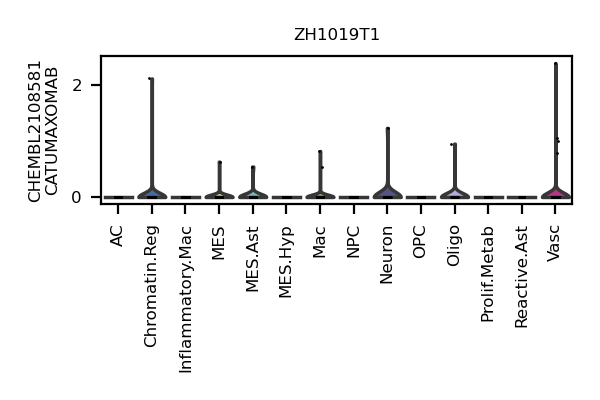 ZH1019T1
CHEMBL2108581
CATUMAXOMAB
2
0
AC
Chromatin.Reg
Inflammatory.Mac
MES
MES.Ast
MES.Hyp
Mac
NPC
Neuron
OPC
Oligo
Prolif.Metab
Reactive.Ast
Vasc